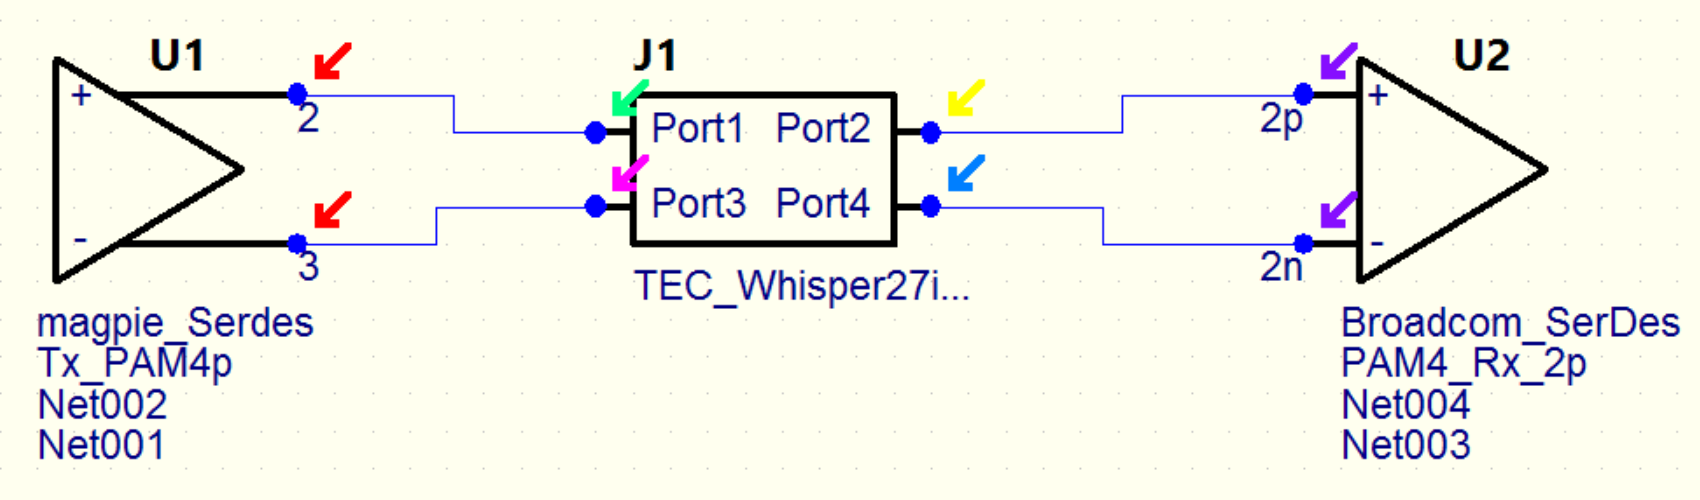 U1
J1
U2
+
2
Port1 Port2
2p
+
-
3
Port3 Port4
2n
-
TEC_Whisper27i...
magpie_Serdes
Tx_PAM4p
Net002
Net001
Broadcom_SerDes
PAM4_Rx_2p
Net004
Net003